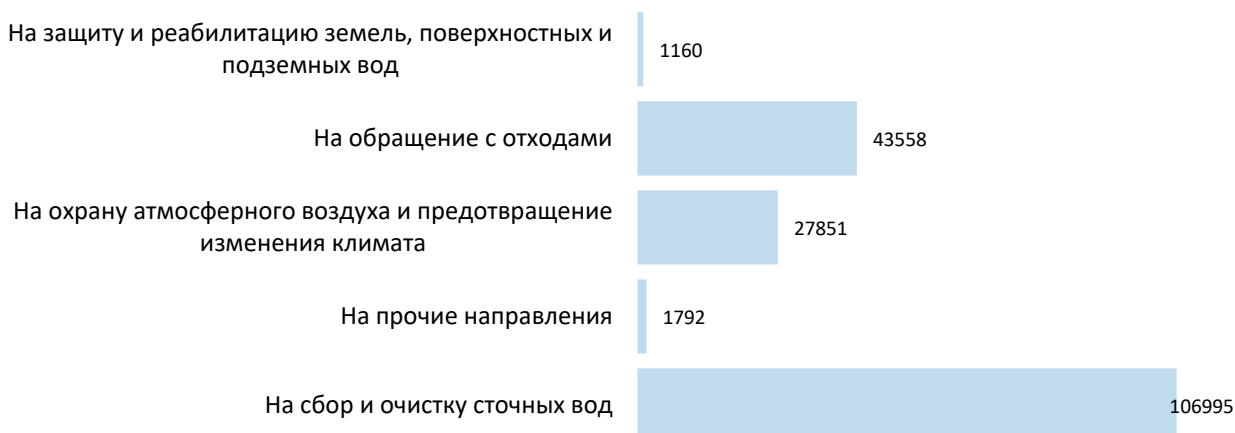 На защиту и реабилитацию земель, поверхностных и
подземных вод
1160
На обращение с отходами
43558
На охрану атмосферного воздуха и предотвращение
изменения климата
27851
На прочие направления
1792
На сбор и очистку сточных вод
106995